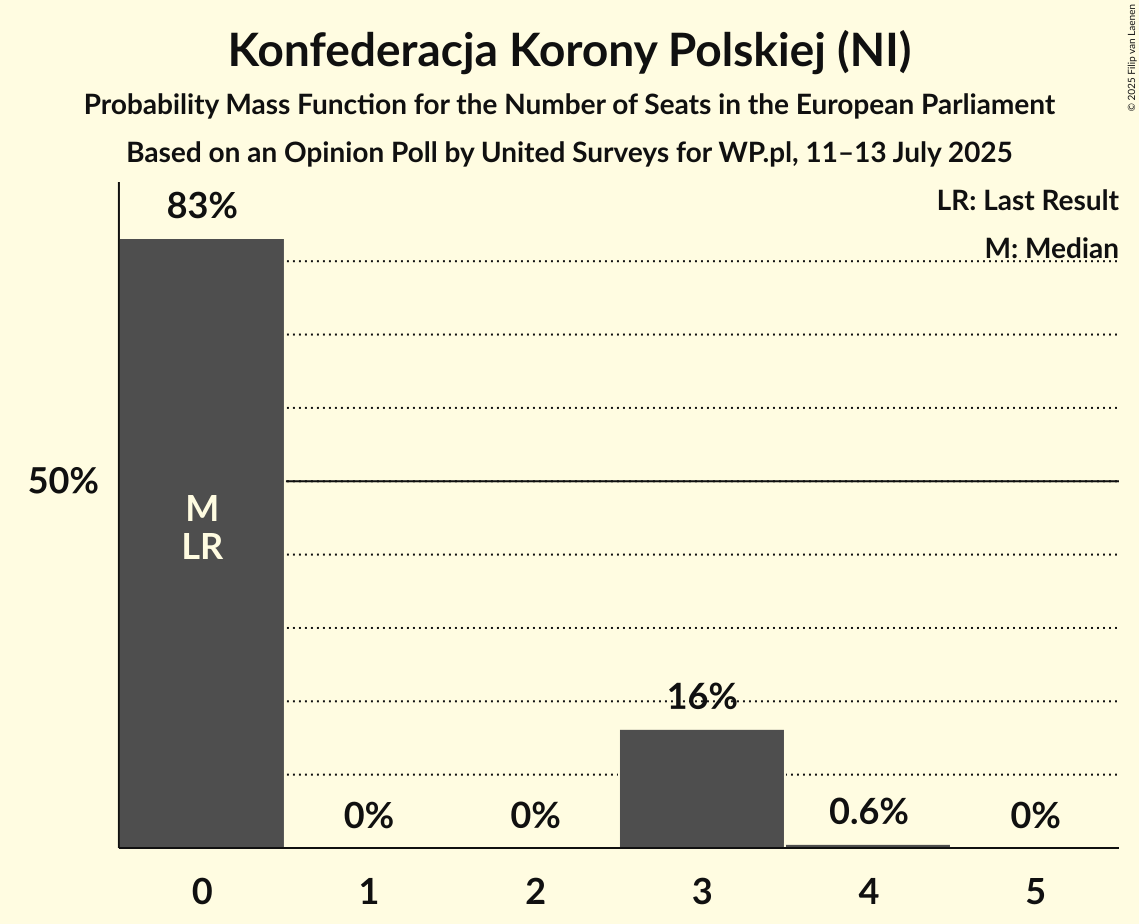 Konfederacja Korony Polskiej (NI)
Probability Mass Function for the Number of Seats in the European Parliament
Based on an Opinion Poll by United Surveys for WP.pl, 11–13 July 2025
© 2025 Filip van Laenen
LR: Last Result
M: Median
83%
50%
M
LR
16%
0%
0%
0.6%
0%
0
1
2
3
4
5